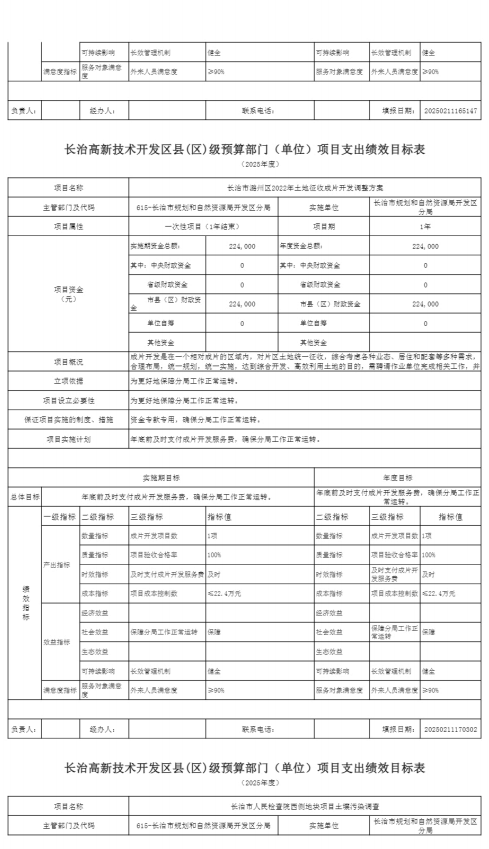 可持续影响 长效管理机制 健全 可持续影响 长效管理机制 健全
满意度指标 服务对象满意度 外来人员满意度 ≥90% 服务对象满意度 外来人员满意度 ≥90%
负责人： 经办人： 联系电话： 填报日期： 20250211165147
长治高新技术开发区县(区)级预算部门（单位）项目支出绩效目标表
（2025年度）
项目名称 长治市潞州区2022年土地征收成片开发调整方案
主管部门及代码 615-长治市规划和自然资源局开发区分局 实施单位 长治市规划和自然资源局开发区分局
项目属性 一次性项目（1年结束） 项目期 1年
项目资金（元） 实施期资金总额： 224,000 年度资金总额： 224,000
其中：中央财政资金 0 其中：中央财政资金 0
省级财政资金 0 省级财政资金 0
市县（区）财政资金 224,000 市县（区）财政资金 224,000
单位自筹 0 单位自筹 0
其他资金 其他资金
项目概况 成片开发是在一个相对成片的区域内，对片区土地统一征收，综合考虑各种业态、居住和配套等多种需求，
合理布局，统一规划，统一实施，达到综合开发、高效利用土地的目的，需聘请作业单位完成相关工作，并
立项依据 为更好地保障分局工作正常运转。
项目设立必要性 为更好地保障分局工作正常运转。
保证项目实施的制度、措施 资金专款专用，确保分局工作正常运转。
项目实施计划 年底前及时支付成片开发服务费，确保分局工作正常运转。
实施期目标 年度目标
总体目标 年底前及时支付成片开发服务费，确保分局工作正常运转。 年底前及时支付成片开发服务费，确保分局工作正常运转。
绩效指标 一级指标 二级指标 三级指标 指标值 二级指标 三级指标 指标值
产出指标 数量指标 成片开发项目数 1项 数量指标 成片开发项目数 1项
质量指标 项目验收合格率 100% 质量指标 项目验收合格率 100%
时效指标 及时支付成片开发服务费 及时 时效指标 及时支付成片开发服务费 及时
成本指标 项目成本控制数 ≤22.4万元 成本指标 项目成本控制数 ≤22.4万元
效益指标 经济效益 经济效益
社会效益 保障分局工作正常运转 保障 社会效益 保障分局工作正常运转 保障
生态效益 生态效益
可持续影响 长效管理机制 健全 可持续影响 长效管理机制 健全
满意度指标 服务对象满意度 外来人员满意度 ≥90% 服务对象满意度 外来人员满意度 ≥90%
负责人： 经办人： 联系电话： 填报日期： 20250211170302
长治高新技术开发区县(区)级预算部门（单位）项目支出绩效目标表
（2025年度）
项目名称 长治市人民检查院西侧地块项目土壤污染调查
主管部门及代码 615-长治市规划和自然资源局开发区分局 实施单位 长治市规划和自然资源局开发区分局